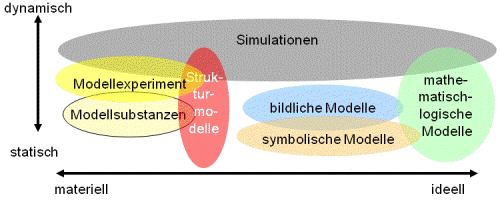 dynamisch
Simulationen
Modellexperiment
Modellsubstanzen
Struk-
tur-
mo-
delle
bildliche Modelle
symbolische Modelle
mathe-
matisch-
logische
Modelle
statisch
materiell
ideell